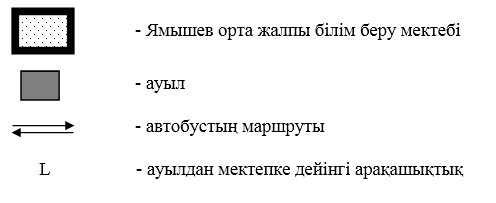 - Ямышев орта жалпы білім беру мектебі
- ауыл
- автобустың маршруты
L - ауылдан мектепке дейінгі арақашықтық